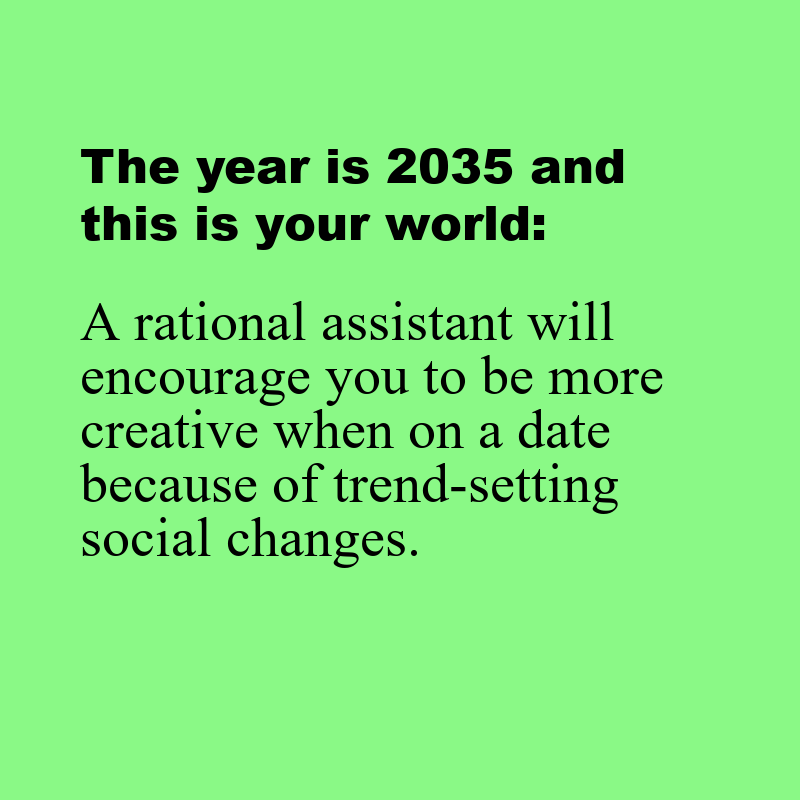 The year is 2035 and
this is your world:
A rational assistant will
encourage you to be more
creative when on a date
because of trend-setting
social changes.